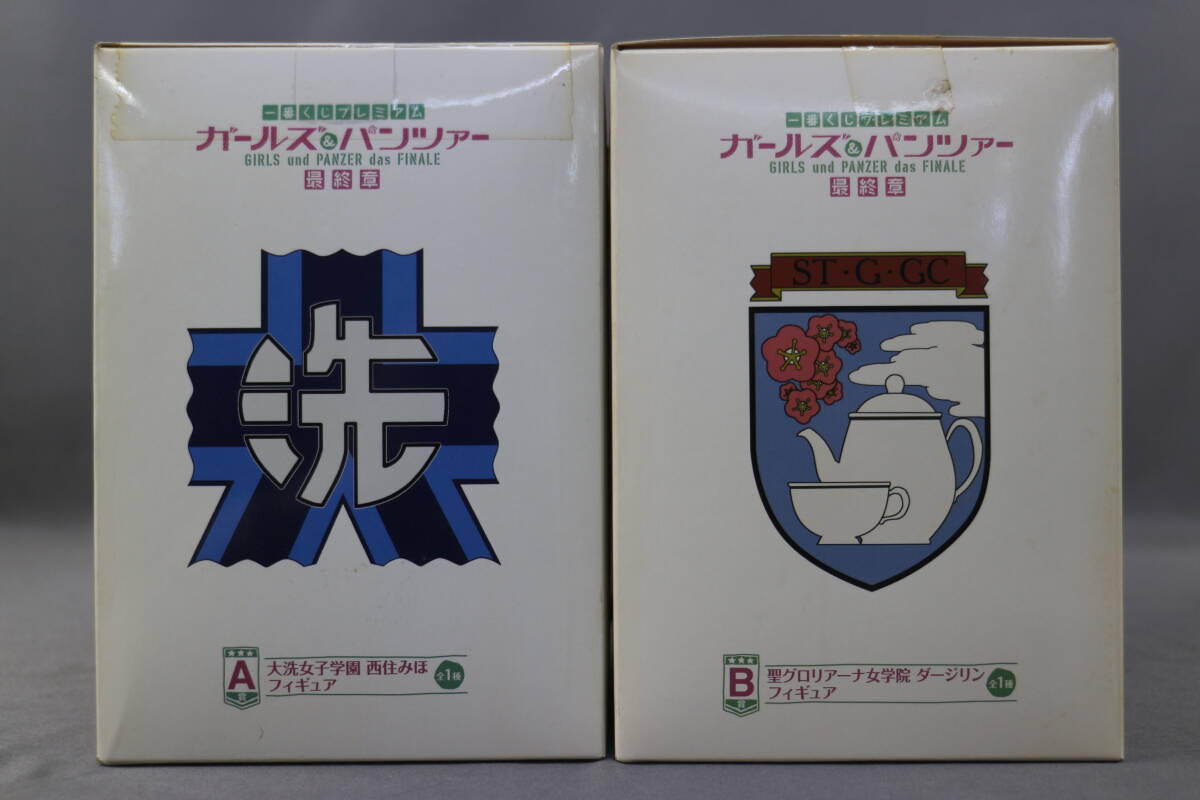 一番くじプレミアム
ガールズ&パンツァー
GIRLS und PANZER das FINALE
最終章
洗
A賞
大洗女子学園 西住みほ
フィギュア
全1種
一番くじプレミアム
ガールズ&パンツァー
GIRLS und PANZER das FINALE
最終章
ST・G・GC
B賞
聖グロリアーナ女学院 ダージリン
フィギュア
全1種